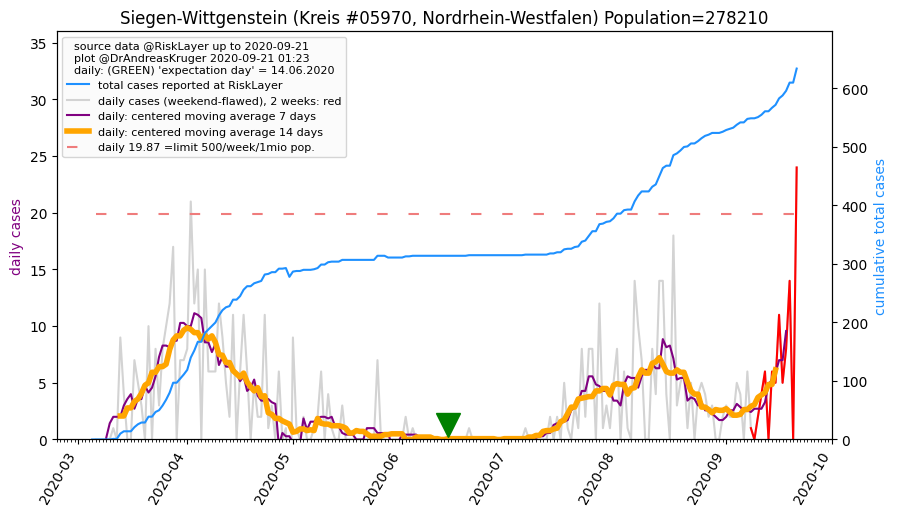 Siegen-Wittgenstein (Kreis #05970, Nordrhein-Westfalen) Population=278210
source data @RiskLayer up to 2020-09-21
plot @DrAndreasKruger 2020-09-21 01:23
daily: (GREEN) 'expectation day' = 14.06.2020
total cases reported at RiskLayer
daily cases (weekend-flawed), 2 weeks: red
daily: centered moving average 7 days
daily: centered moving average 14 days
daily 19.87 =limit 500/week/1mio pop.
daily cases
35
30
25
20
15
10
5
0
cumulative total cases
600
500
400
300
200
100
0
2020-03
2020-04
2020-05
2020-06
2020-07
2020-08
2020-09
2020-10